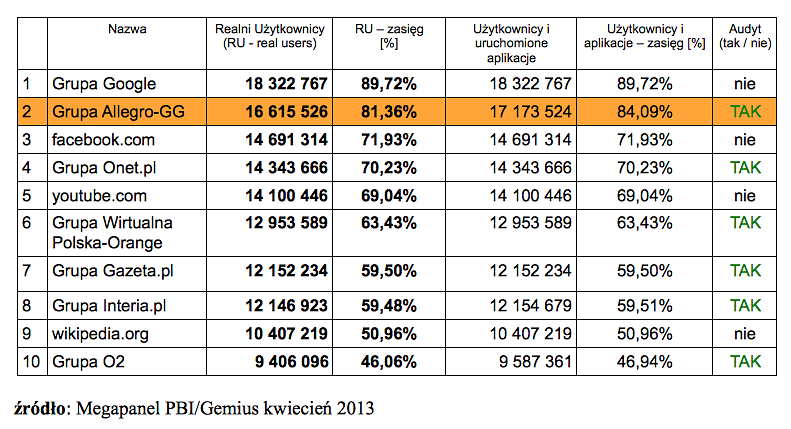 Nazwa Realni Użytkownicy (RU - real users) RU – zasięg [%] Użytkownicy i uruchomione aplikacje Użytkownicy i aplikacje – zasięg [%] Audyt (tak / nie)
1 Grupa Google 18 322 767 89,72% 18 322 767 89,72% nie
2 Grupa Allegro-GG 16 615 526 81,36% 17 173 524 84,09% TAK
3 facebook.com 14 691 314 71,93% 14 691 314 71,93% nie
4 Grupa Onet.pl 14 343 666 70,23% 14 343 666 70,23% TAK
5 youtube.com 14 100 446 69,04% 14 100 446 69,04% nie
6 Grupa Wirtualna Polska-Orange 12 953 589 63,43% 12 953 589 63,43% TAK
7 Grupa Gazeta.pl 12 152 234 59,50% 12 152 234 59,50% TAK
8 Grupa Interia.pl 12 146 923 59,48% 12 154 679 59,51% TAK
9 wikipedia.org 10 407 219 50,96% 10 407 219 50,96% nie
10 Grupa O2 9 406 096 46,06% 9 587 361 46,94% TAK
źródło: Megapanel PBI/Gemius kwiecień 2013